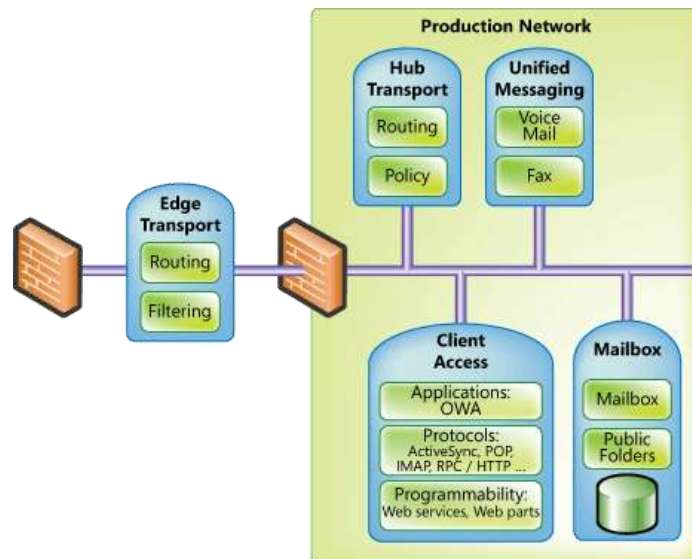 Production Network
Hub
Transport
Routing
Policy
Unified
Messaging
Voice
Mail
Fax
Edge
Transport
Routing
Filtering
Client
Access
Applications:
OWA
Protocols:
ActiveSync, POP,
IMAP, RPC / HTTP ...
Programmability:
Web services, Web parts
Mailbox
Mailbox
Public
Folders